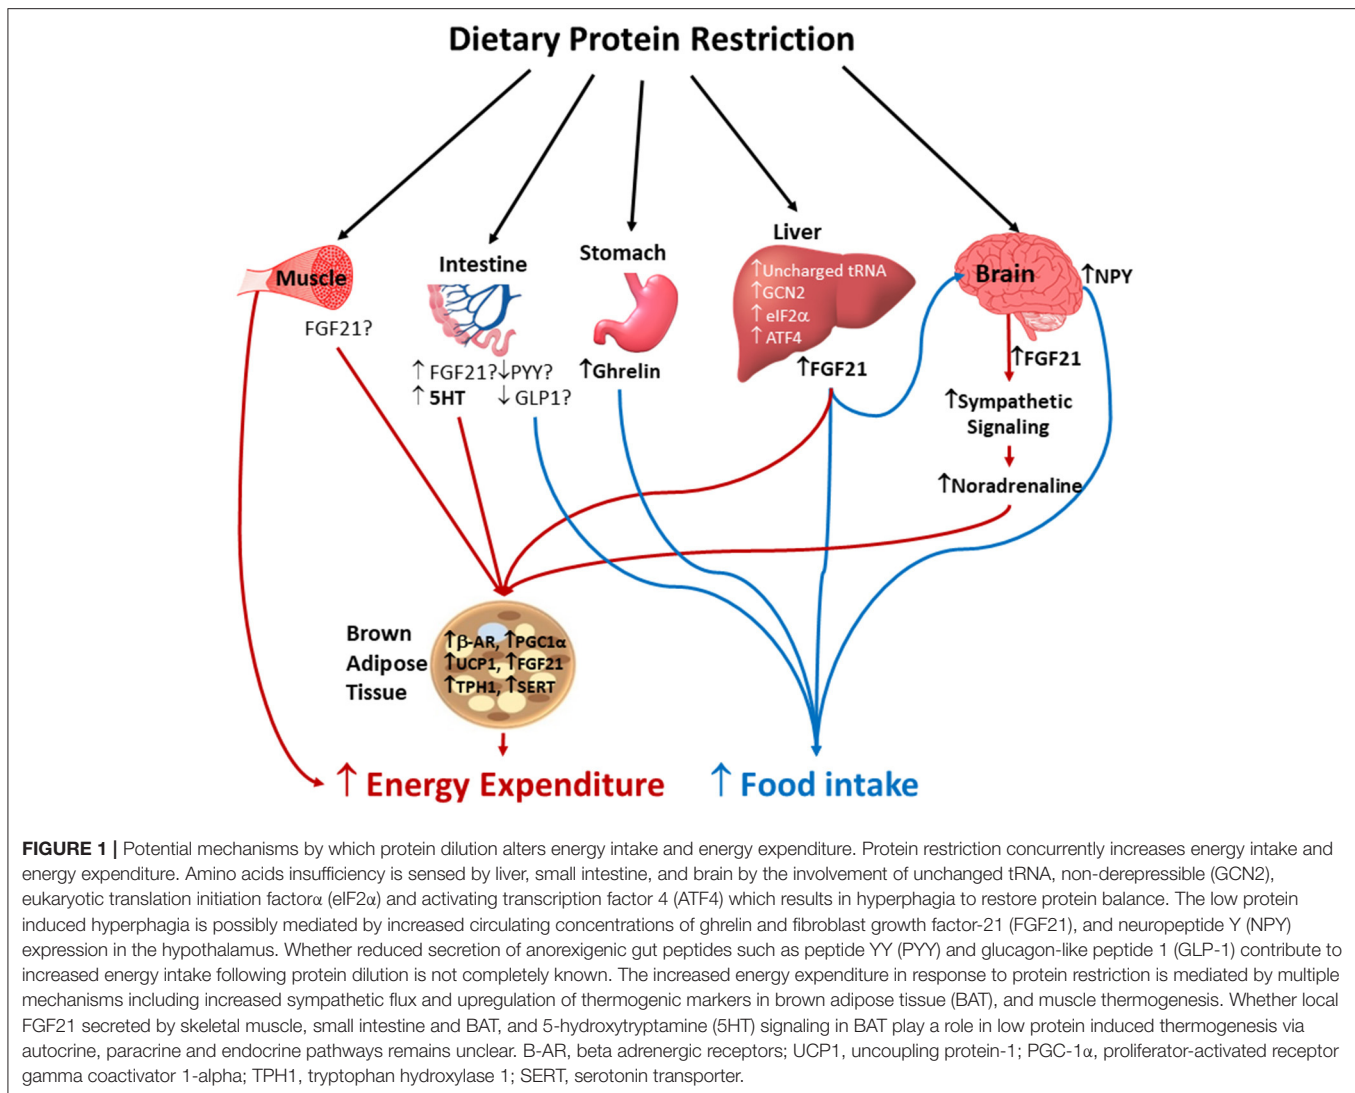 Dietary Protein Restriction
Muscle
FGF21?
Intestine
↑ FGF21?↓PYY?
↑ 5HT ↓ GLP1?
Stomach
↑Ghrelin
Liver
↑Uncharged tRNA
↑GCN2
↑ eIF2α
↑ ATF4
↑FGF21
Brain
↑NPY
↑FGF21
↑Sympathetic
Signaling
↑Noradrenaline
Brown
Adipose
Tissue
↑β-AR, ↑PGC1α
↑UCP1, ↑FGF21
↑TPH1, ↑SERT
↑ Energy Expenditure
↑ Food intake
FIGURE 1 | Potential mechanisms by which protein dilution alters energy intake and energy expenditure. Protein restriction concurrently increases energy intake and
energy expenditure. Amino acids insufficiency is sensed by liver, small intestine, and brain by the involvement of unchanged tRNA, non-derepressible (GCN2),
eukaryotic translation initiation factorα (eIF2α) and activating transcription factor 4 (ATF4) which results in hyperphagia to restore protein balance. The low protein
induced hyperphagia is possibly mediated by increased circulating concentrations of ghrelin and fibroblast growth factor-21 (FGF21), and neuropeptide Y (NPY)
expression in the hypothalamus. Whether reduced secretion of anorexigenic gut peptides such as peptide YY (PYY) and glucagon-like peptide 1 (GLP-1) contribute to
increased energy intake following protein dilution is not completely known. The increased energy expenditure in response to protein restriction is mediated by multiple
mechanisms including increased sympathetic flux and upregulation of thermogenic markers in brown adipose tissue (BAT), and muscle thermogenesis. Whether local
FGF21 secreted by skeletal muscle, small intestine and BAT, and 5-hydroxytryptamine (5HT) signaling in BAT play a role in low protein induced thermogenesis via
autocrine, paracrine and endocrine pathways remains unclear. B-AR, beta adrenergic receptors; UCP1, uncoupling protein-1; PGC-1α, proliferator-activated receptor
gamma coactivator 1-alpha; TPH1, tryptophan hydroxylase 1; SERT, serotonin transporter.